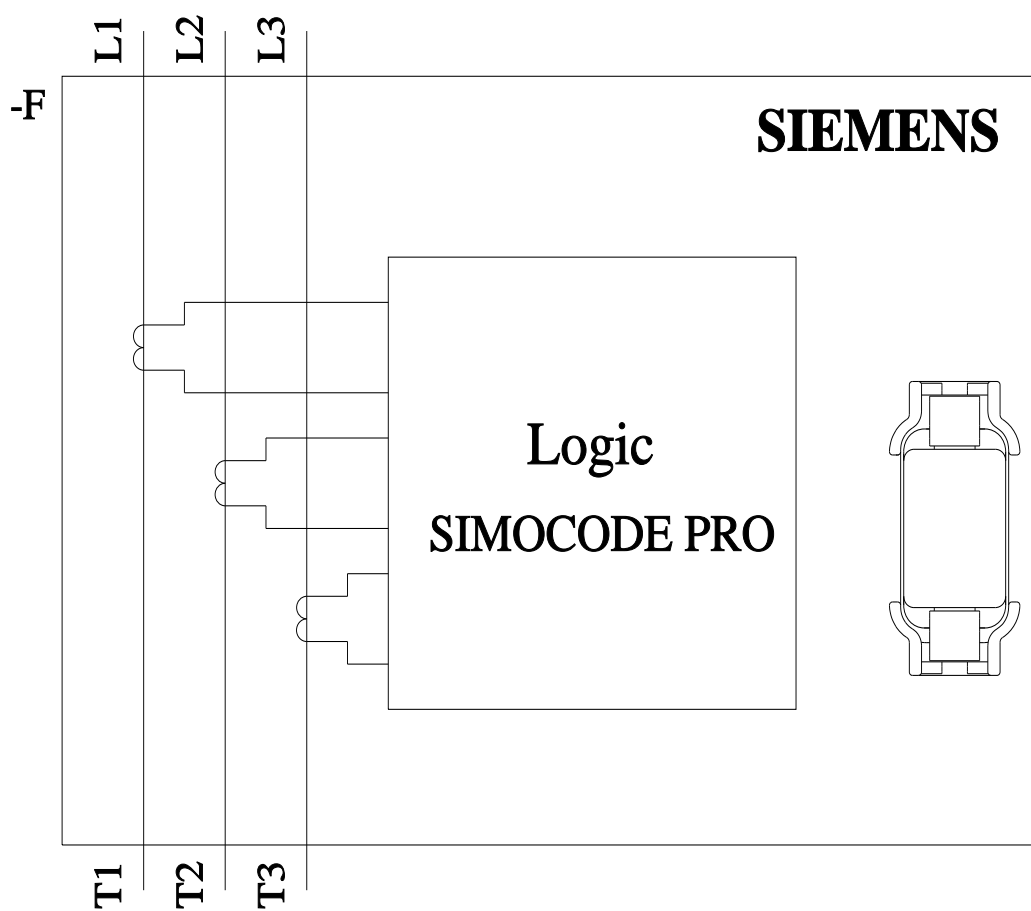 L1 L2 L3
-F
SIEMENS
Logic
SIMOCODE PRO
T1 T2 T3